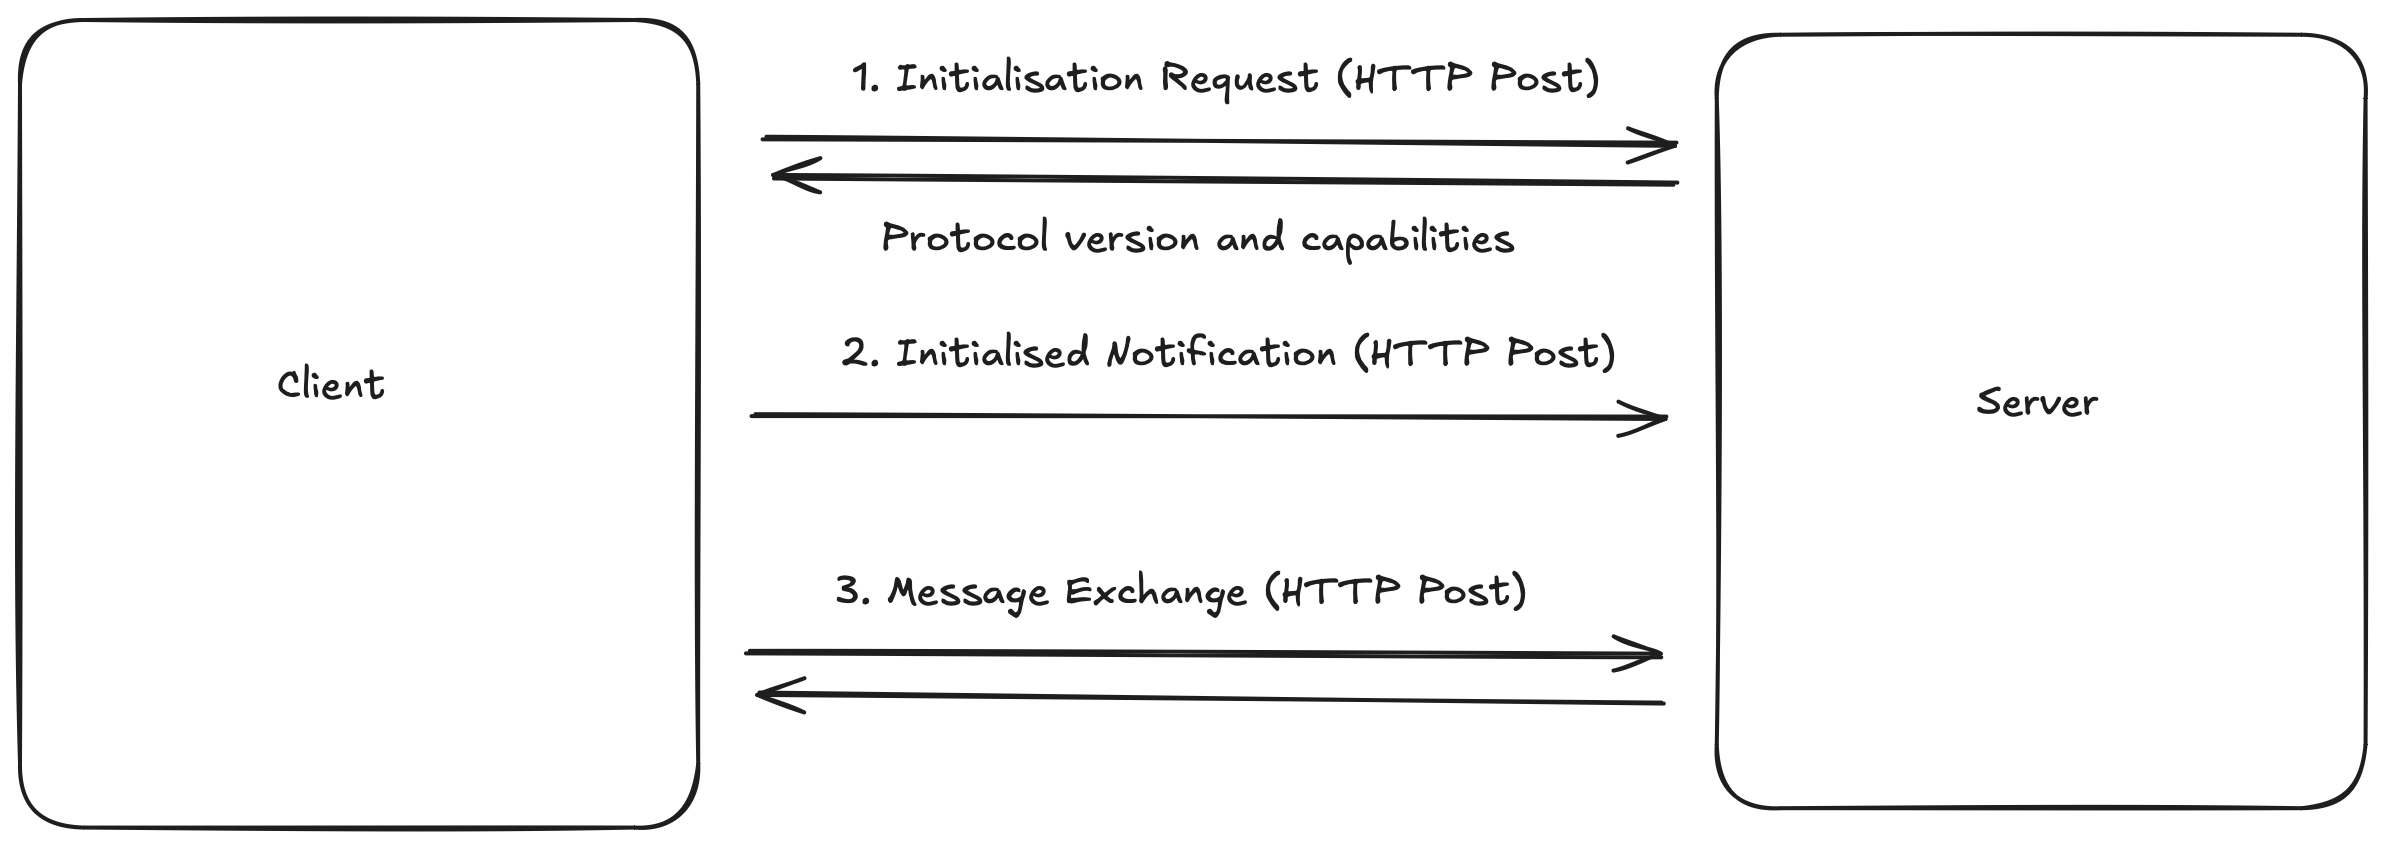 1. Initialisation Request (HTTP Post)
Protocol version and capabilities
2. Initialised Notification (HTTP Post)
Client
Server
3. Message Exchange (HTTP Post)